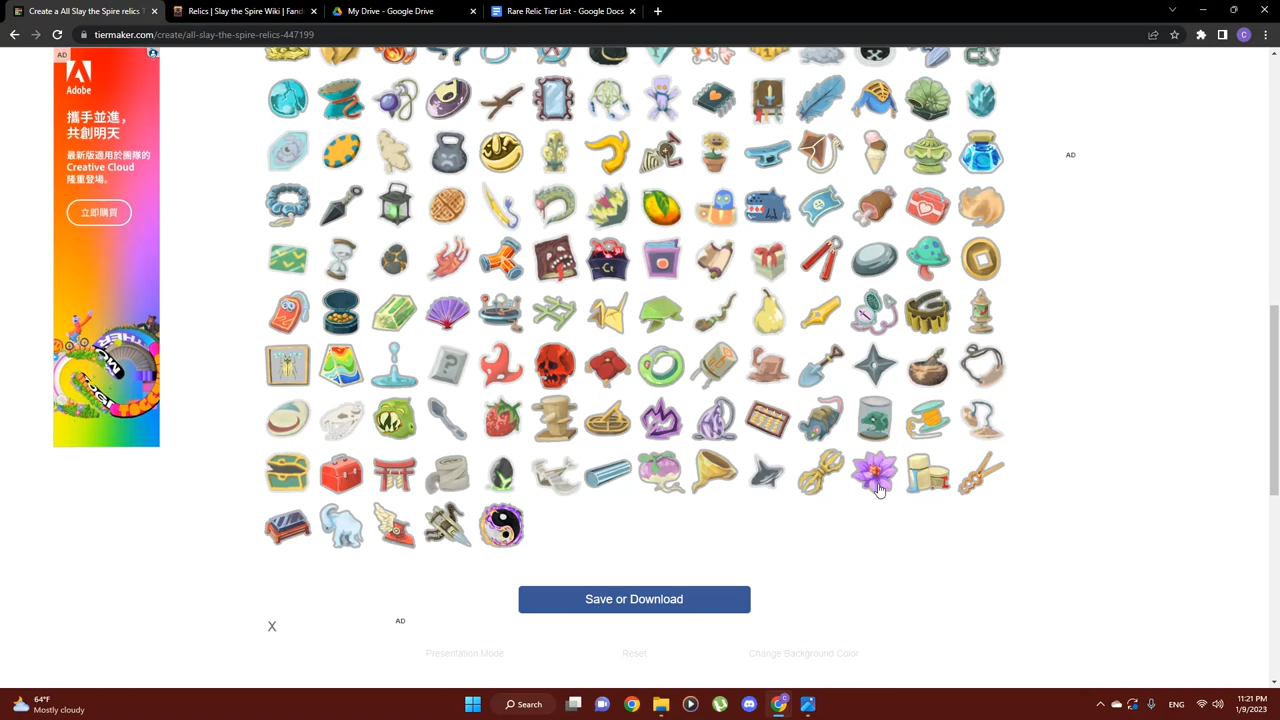 Create a All Slay the Spire Relics T
Relics | Slay the Spire Wiki | Fand
My Drive - Google Drive
Rare Relic Tier List - Google Docs
tiermaker.com/create/all-slay-the-spire-relics-447199
C
AD
Adobe
攜手並進，
共創明天
最新版適用於團隊的
Creative Cloud
隆重登場。
立即購買
AD
Save or Download
X
AD
Presentation Mode
Reset
Change Background Color
64°F
Mostly cloudy
Search
ENG
11:21 PM
1/9/2023